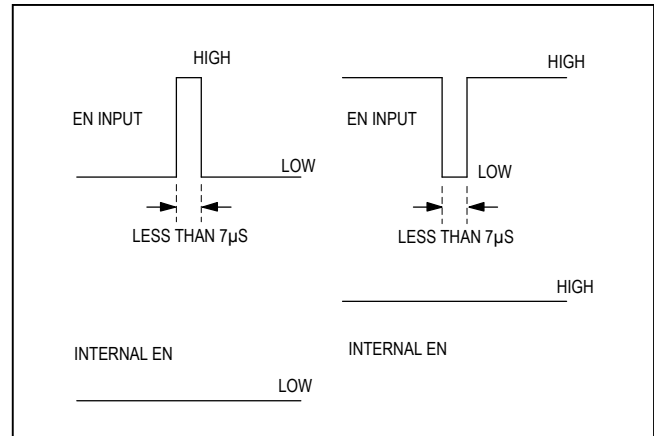 HIGH
EN INPUT
LOW
LESS THAN 7µS
INTERNAL EN
LOW
HIGH
EN INPUT
LOW
LESS THAN 7µS
HIGH
INTERNAL EN